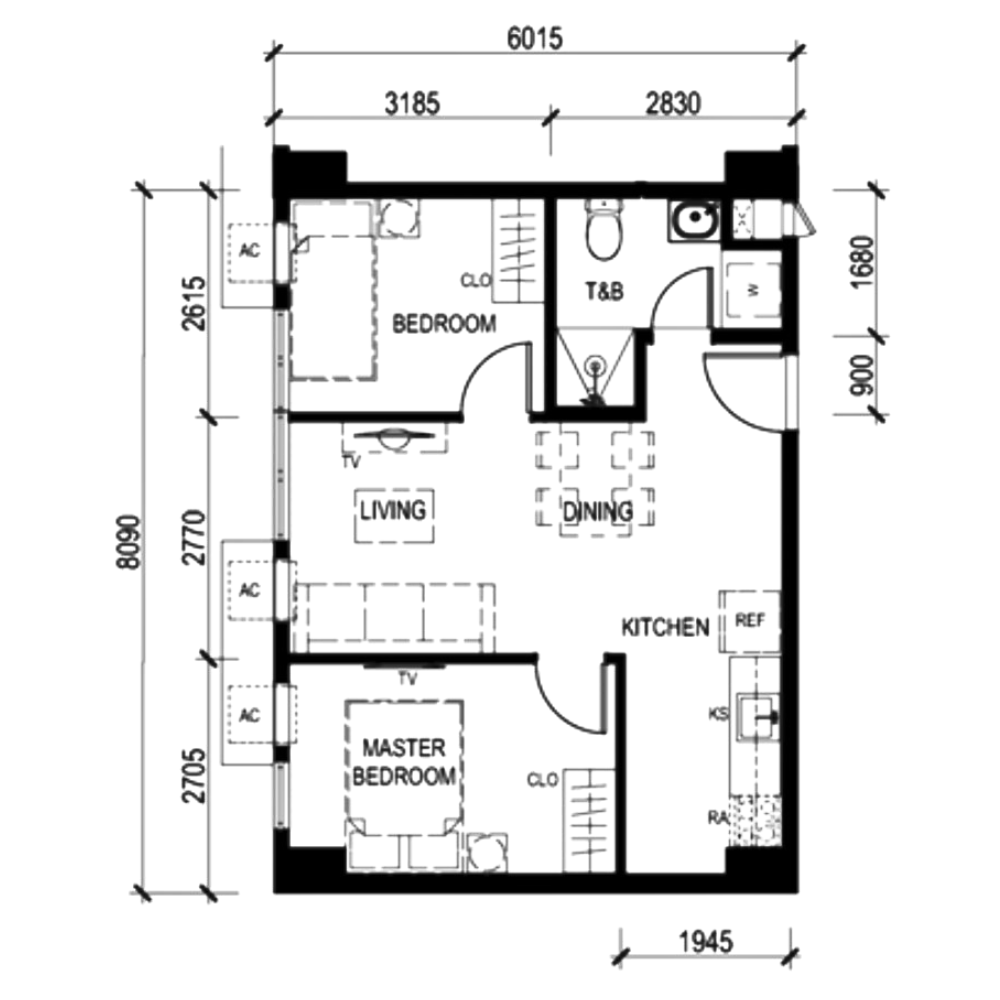 6015
3185
2830
AC
CLO
BEDROOM
T&B
W
1680
900
2615
TV
LIVING
DINING
8090
2770
AC
KITCHEN
REF
TV
AC
KS
MASTER
BEDROOM
CLO
2705
RA
1945